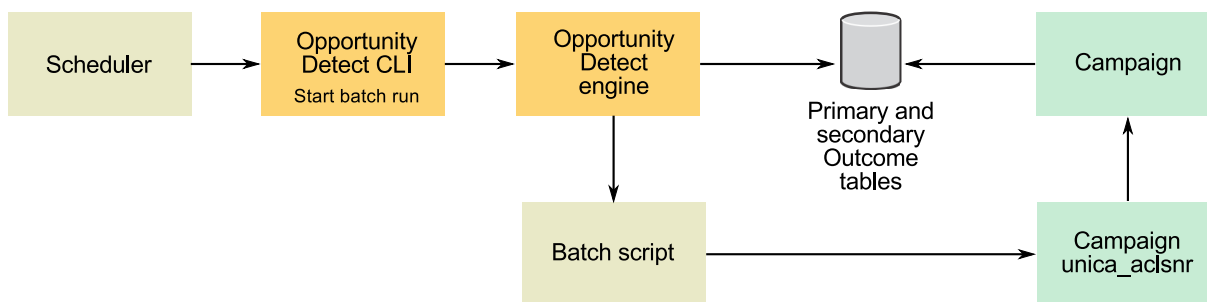 Scheduler
Opportunity
Detect CLI
Start batch run
Opportunity
Detect
engine
Primary and
secondary
Outcome
tables
Campaign
Batch script
Campaign
unica_aclsnr